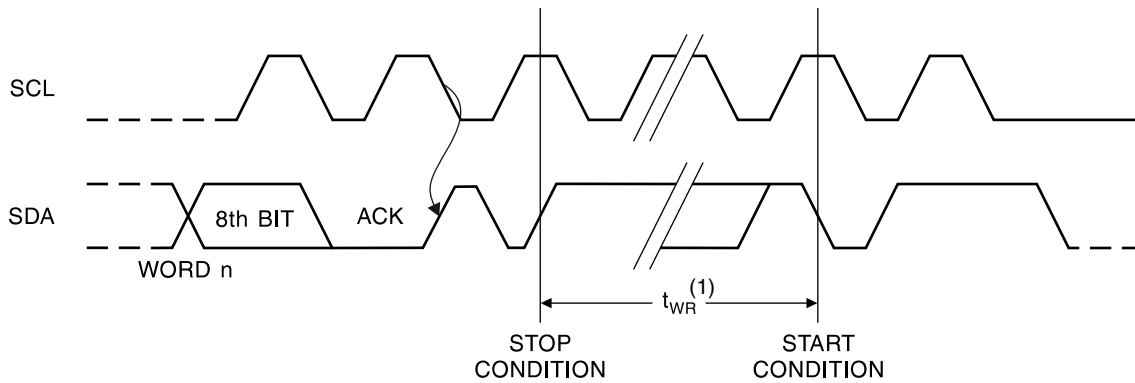 SCL
SDA
8th BIT
ACK
WORD n
tWR(1)
STOP
CONDITION
START
CONDITION